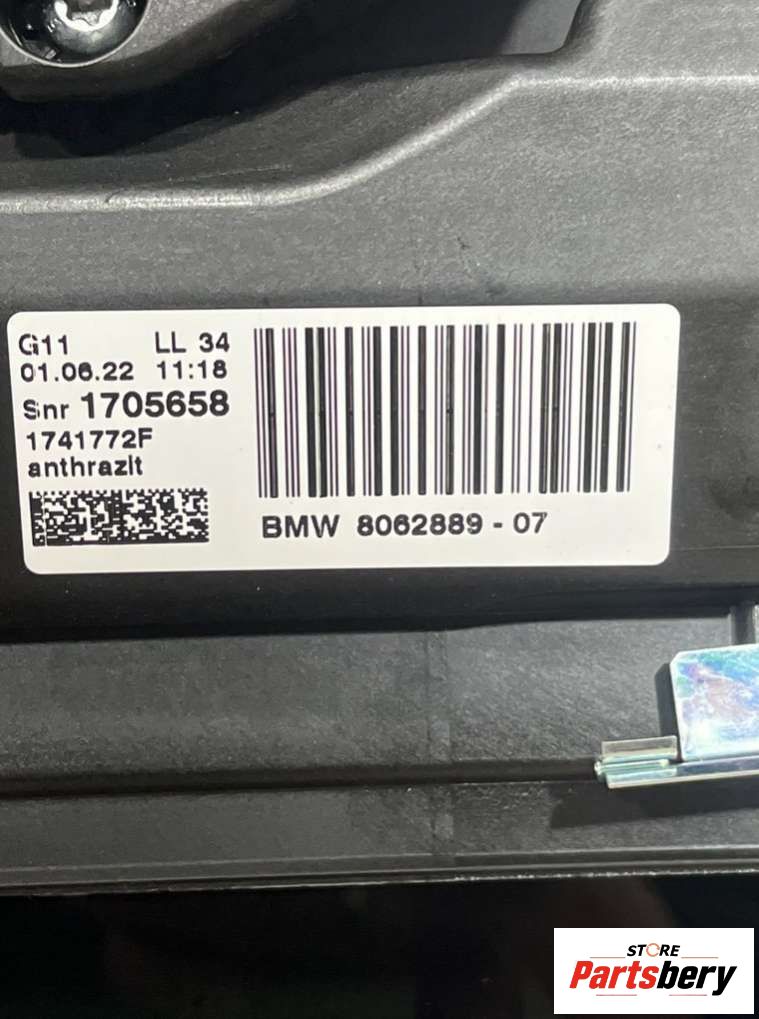 G11 LL 34
01.06.22 11:18
Snr 1705658
1741772F
anthrazit
BMW 8062889 - 07
STORE
Partsbery